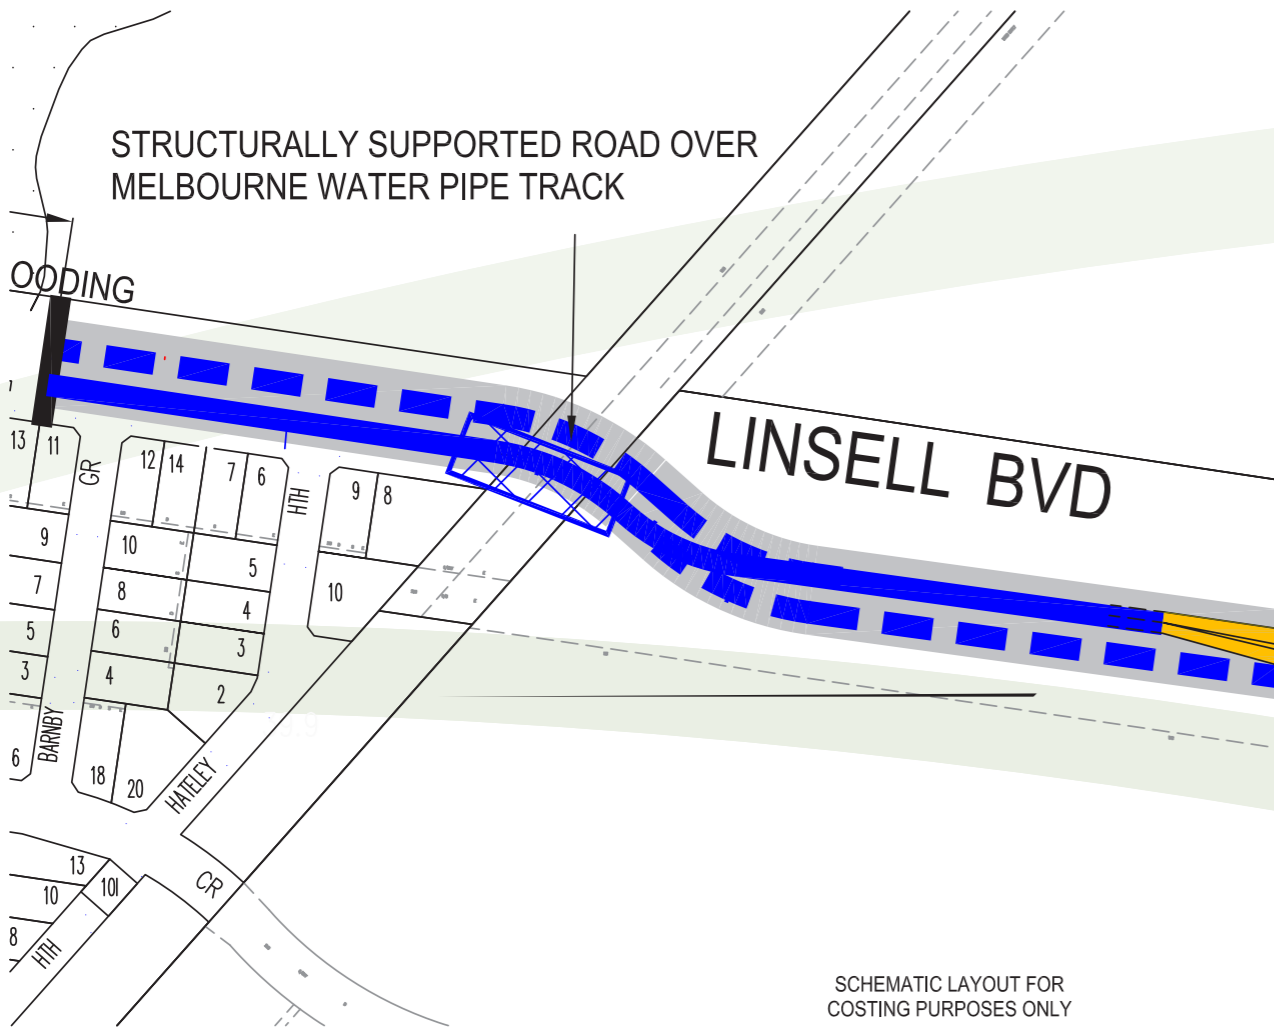 STRUCTURALLY SUPPORTED ROAD OVER
MELBOURNE WATER PIPE TRACK
OODING
LINSELL BVD
13
11
GR
12
14
7
6
HTH
9
8
9
10
5
10
7
8
4
5
6
3
3
4
2
BARNBY
6
18
20
HATELEY
13
10
101
CR
8
HTH
SCHEMATIC LAYOUT FOR
COSTING PURPOSES ONLY